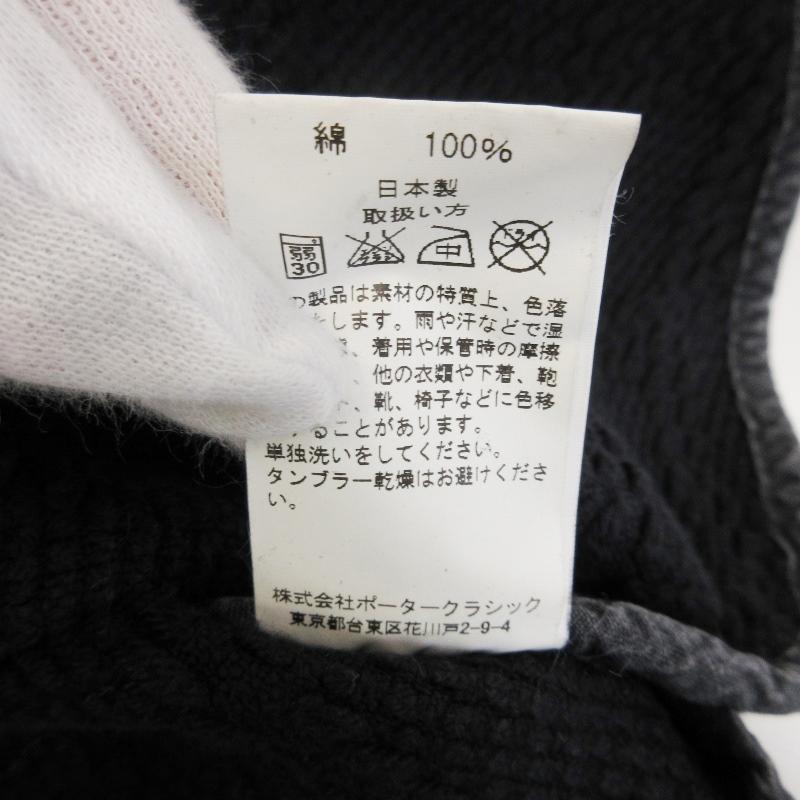 綿 100%
日本製
取扱い方
弱 30 中 ドライ
製品は素材の特質上、色落
します。雨や汗などで湿
、着用や保管時の摩擦
、他の衣類や下着、鞄
、靴、椅子などに色移
ることがあります。
単独洗いをしてください。
タンブラー乾燥はお避けくださ
い。
株式会社ポータークラシック
東京都台東区花川戸2-9-4